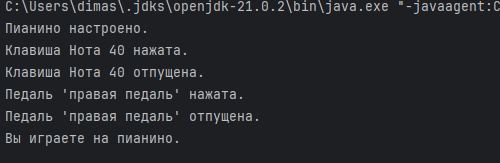 C:\Users\dimas\.jdks\openjdk-21.0.2\bin\java.exe "-javaagent:C
Пианино настроено.
Клавиша Нота 40 нажата.
Клавиша Нота 40 отпущена.
Педаль 'правая педаль' нажата.
Педаль 'правая педаль' отпущена.
Вы играете на пианино.